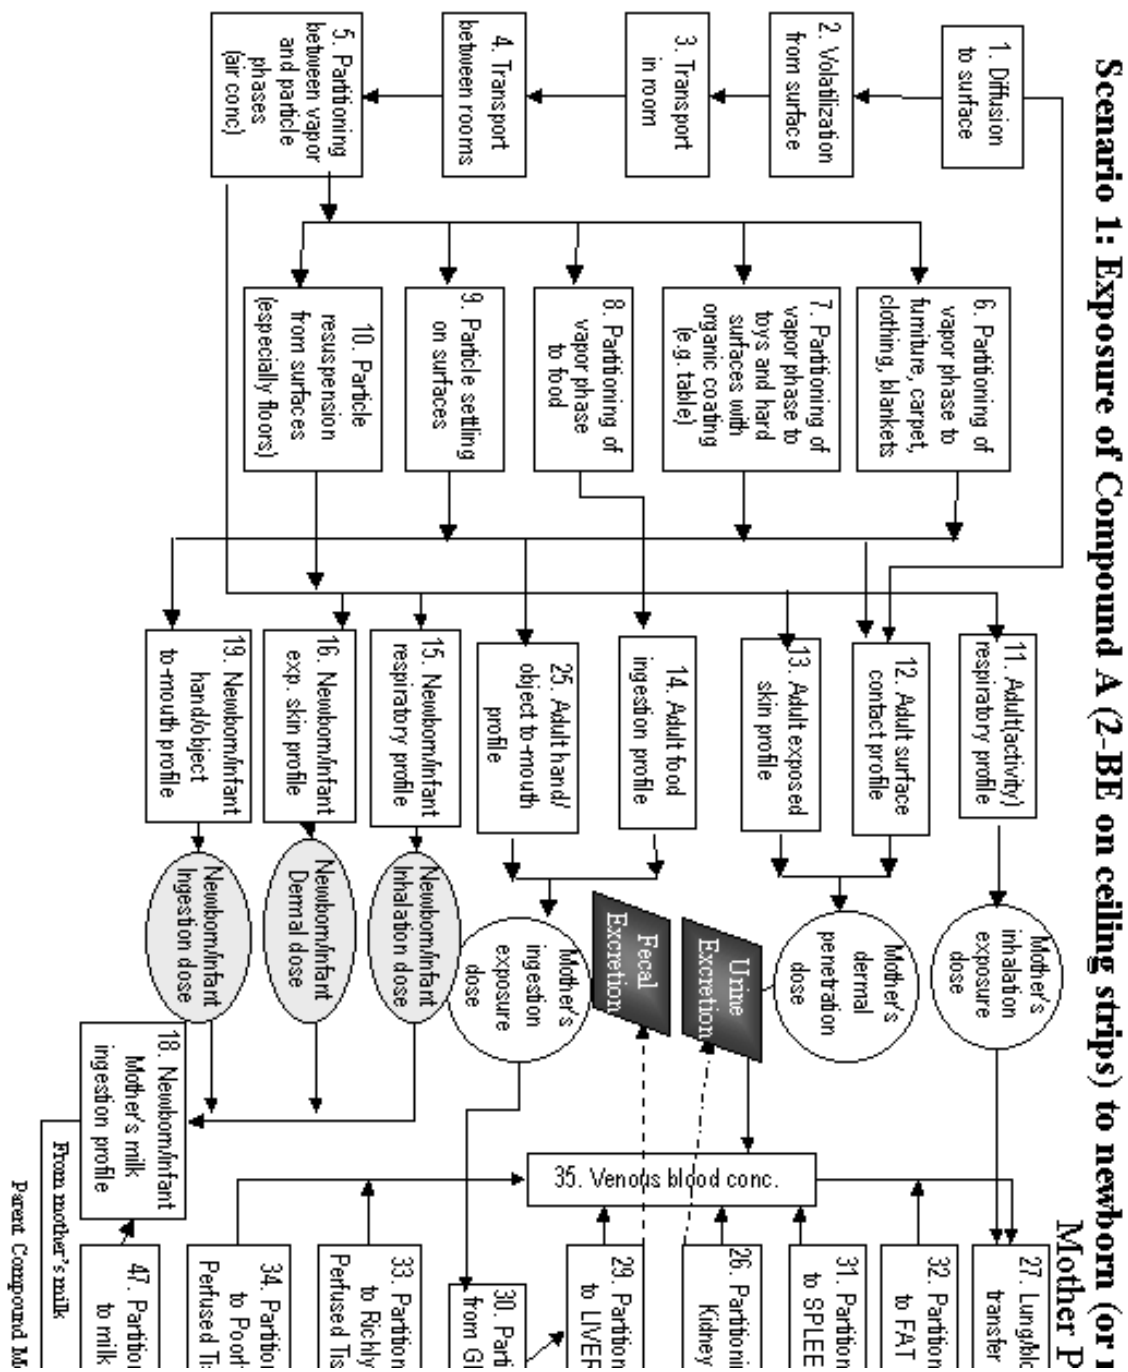 Scenario 1: Exposure of Compound A (2-BE on ceiling strips) to newborn (or
Mother
1. Diffusion
to surface
2. Volatilization
from surface
3. Transport
in room
4. Transport
between rooms
5. Partitioning
between vapor
and particle
phases
(air conc)
6. Partitioning of
vapor phase to
furniture, carpet,
clothing, blankets
7. Partitioning of
vapor phase to
toys and hard
surfaces with
organic coating
(e.g. table)
8. Partitioning of
vapor phase
to food
9. Particle settling
on surfaces
10. Particle
resuspension
from surfaces
(especially floors)
11. Adult(activity)
respiratory profile
12. Adult surface
contact profile
13. Adult exposed
skin profile
14. Adult food
ingestion profile
25. Adult hand/
object to-mouth
profile
15. Newborn/infant
respiratory profile
16. Newborn/infant
exp. skin profile
19. Newborn/infant
hand/object
to-mouth profile
Mother's
inhalation
exposure
dose
Mother's
dermal
penetration
dose
Urine
Excretion
Fecal
Excretion
Mother's
ingestion
exposure
dose
Newborn/infant
Inhalation dose
Newborn/infant
Dermal dose
Newborn/infant
Ingestion dose
18. Newborn/infant
Mother's milk
ingestion profile
From mother's milk
Parent Compound
35. Venous blood conc.
27. Lung/blo
transfer
32. Partition
to FAT
31. Partition
to SPLEE
26. Partitioni
Kidney
29. Partition
to LIVER
30. Parti
from GI
33. Partition
to Richly
Perfused Tis
34. Partition
to Poorl
Perfused Tis
47. Partition
to milk